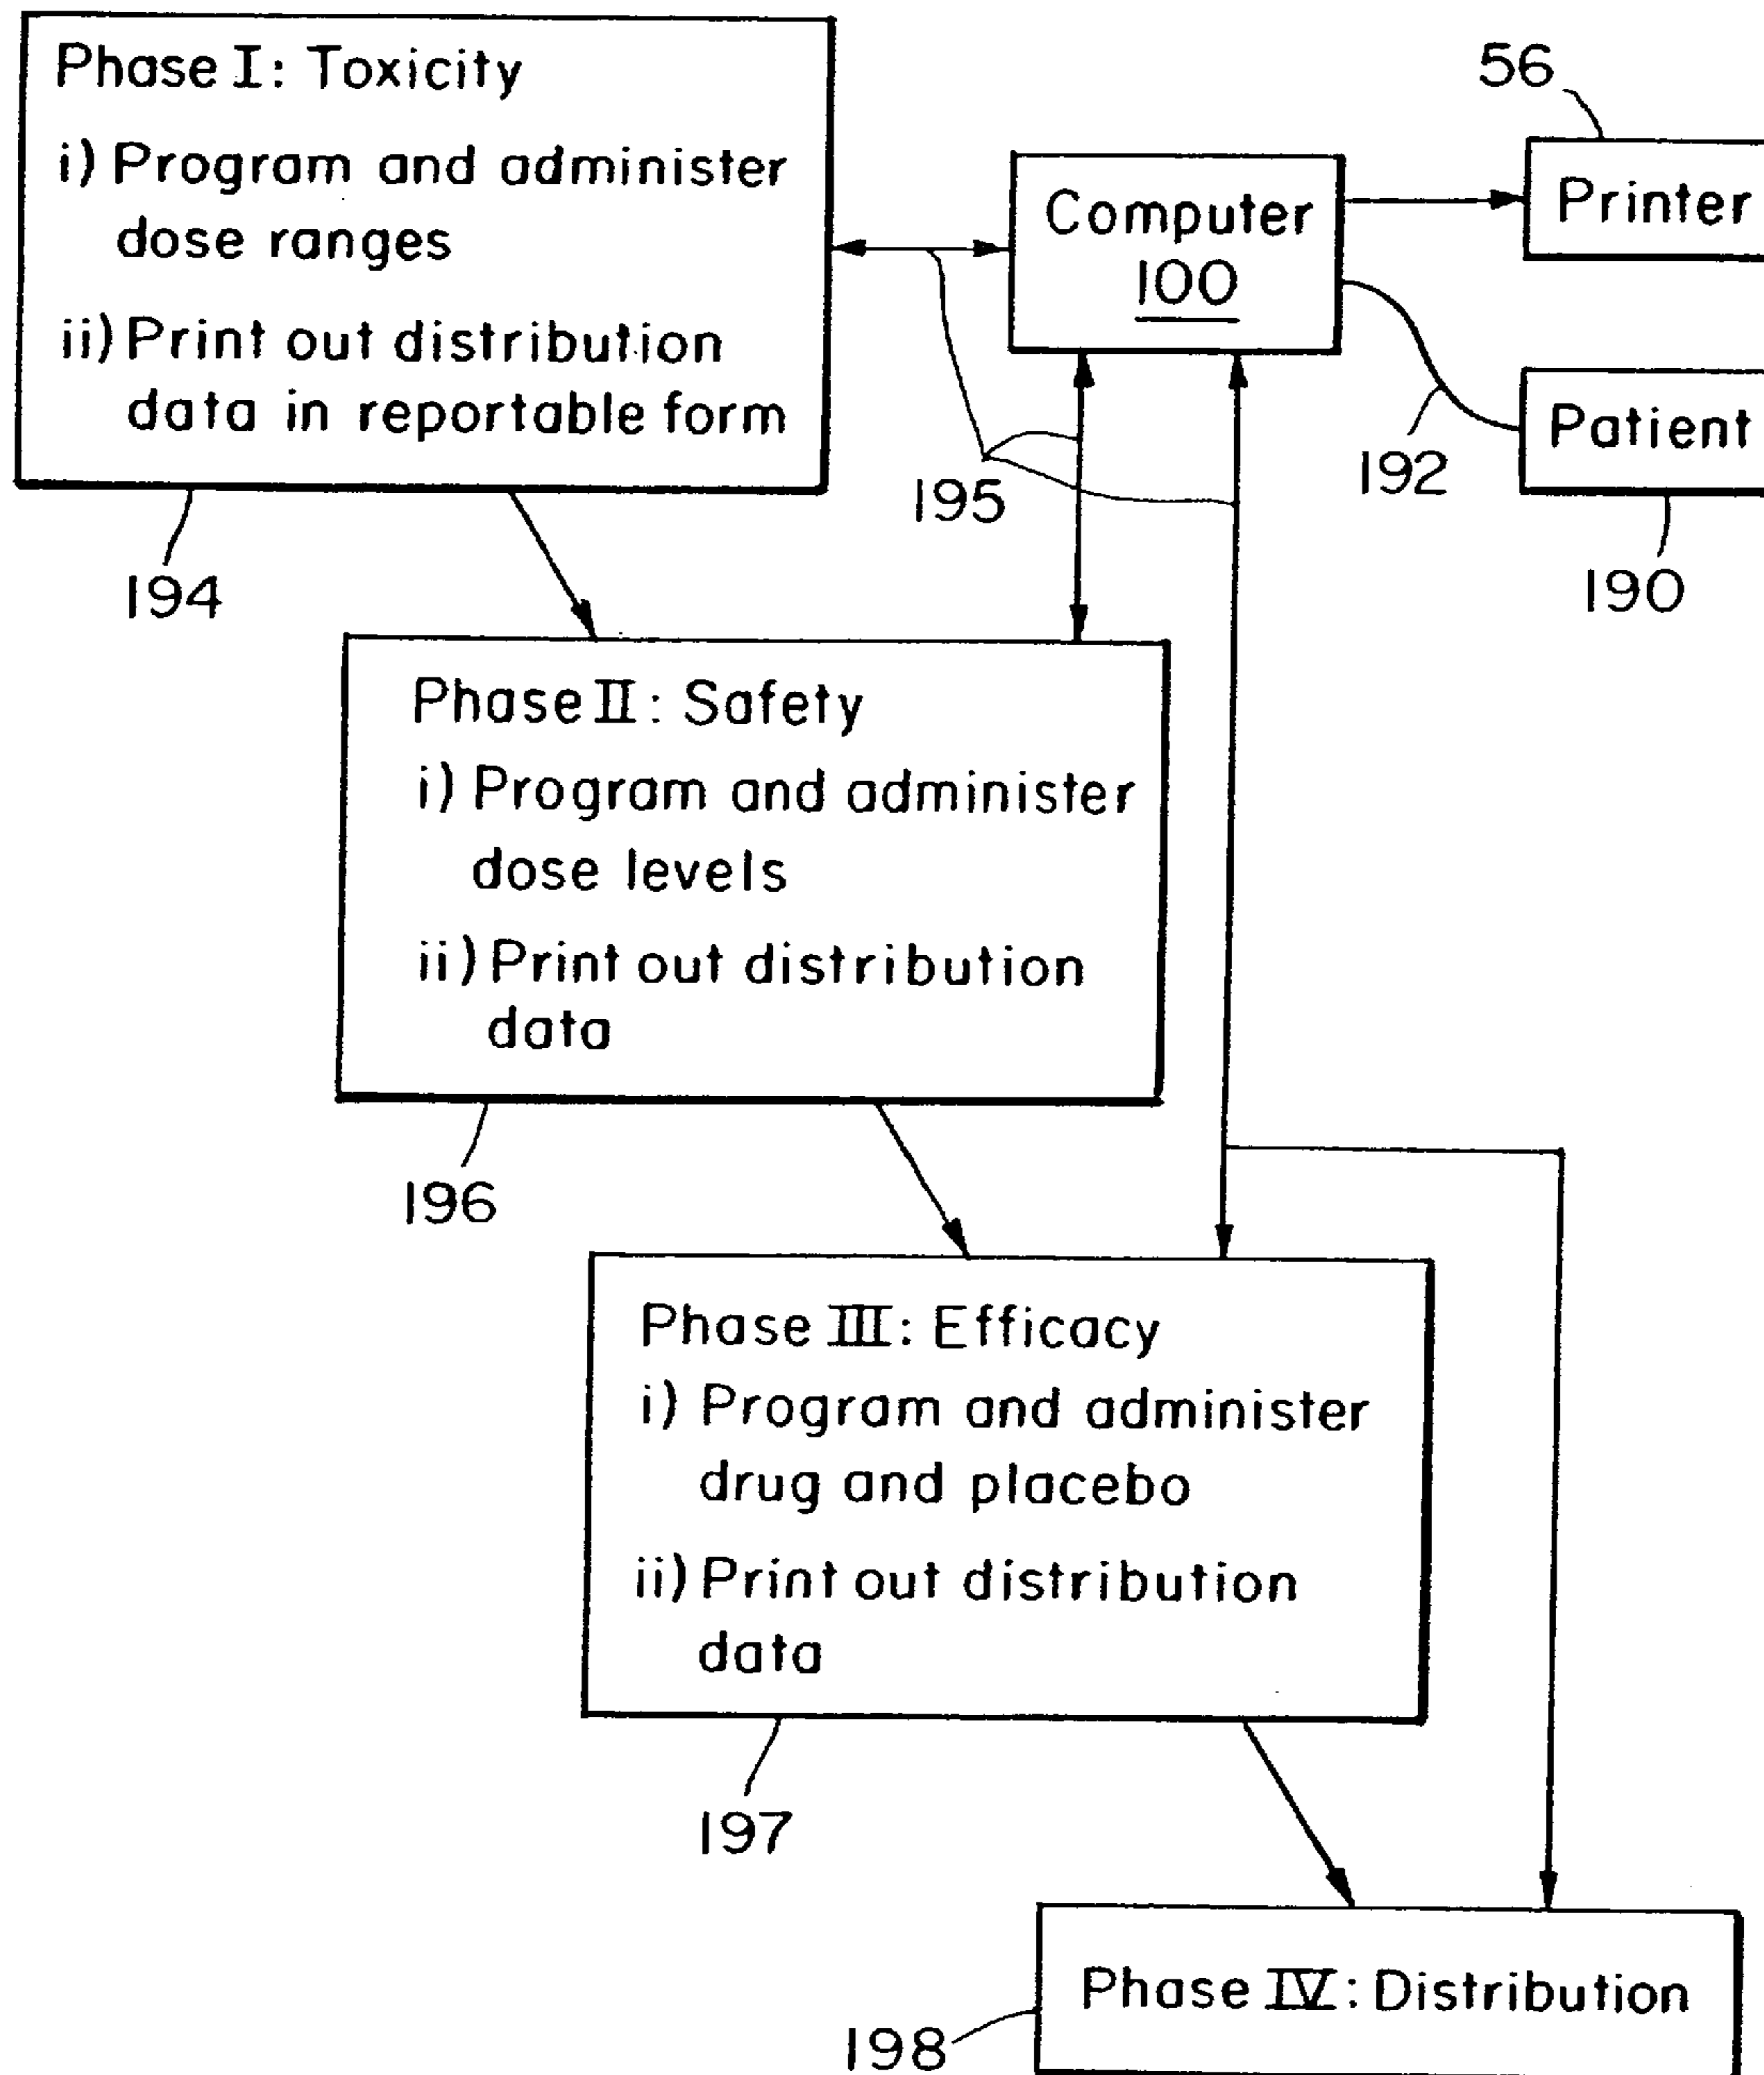 Phase I: Toxicity
i) Program and administer
dose ranges
ii) Print out distribution
data in reportable form
194
Computer
100
56
Printer
192
Patient
190
195
Phase II: Safety
i) Program and administer
dose levels
ii) Print out distribution
data
196
Phase III: Efficacy
i) Program and administer
drug and placebo
ii) Print out distribution
data
197
Phase IV: Distribution
198